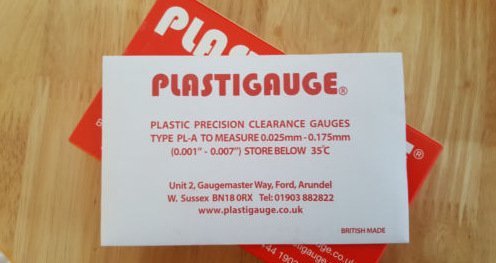 PLASTIGAUGE®
PLASTIC PRECISION CLEARANCE GAUGES
TYPE PL-A TO MEASURE 0.025mm - 0.175mm
(0.001" - 0.007") STORE BELOW 35°C
Unit 2, Gaugemaster Way, Ford, Arundel
W. Sussex BN18 0RX Tel: 01903 882822
www.plastigauge.co.uk
BRITISH MADE